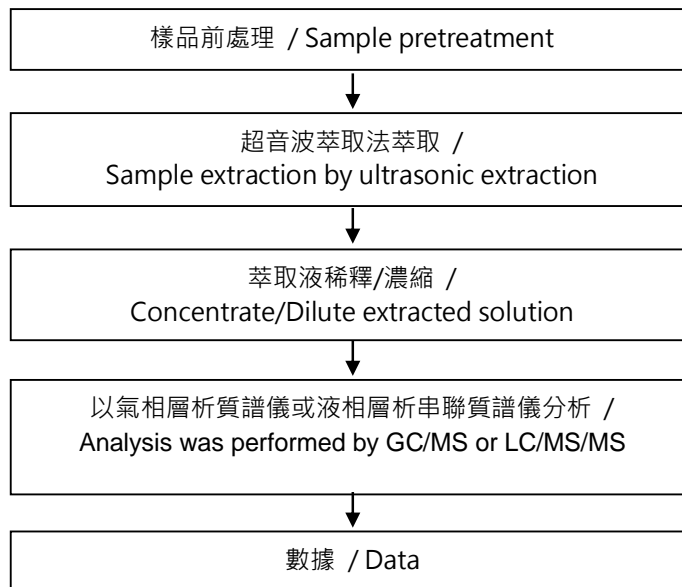 樣品前處理 / Sample pretreatment
超音波萃取法萃取 /
Sample extraction by ultrasonic extraction
萃取液稀釋/濃縮 /
Concentrate/Dilute extracted solution
以氣相層析質譜儀或液相層析串聯質譜儀分析 /
Analysis was performed by GC/MS or LC/MS/MS
數據 / Data